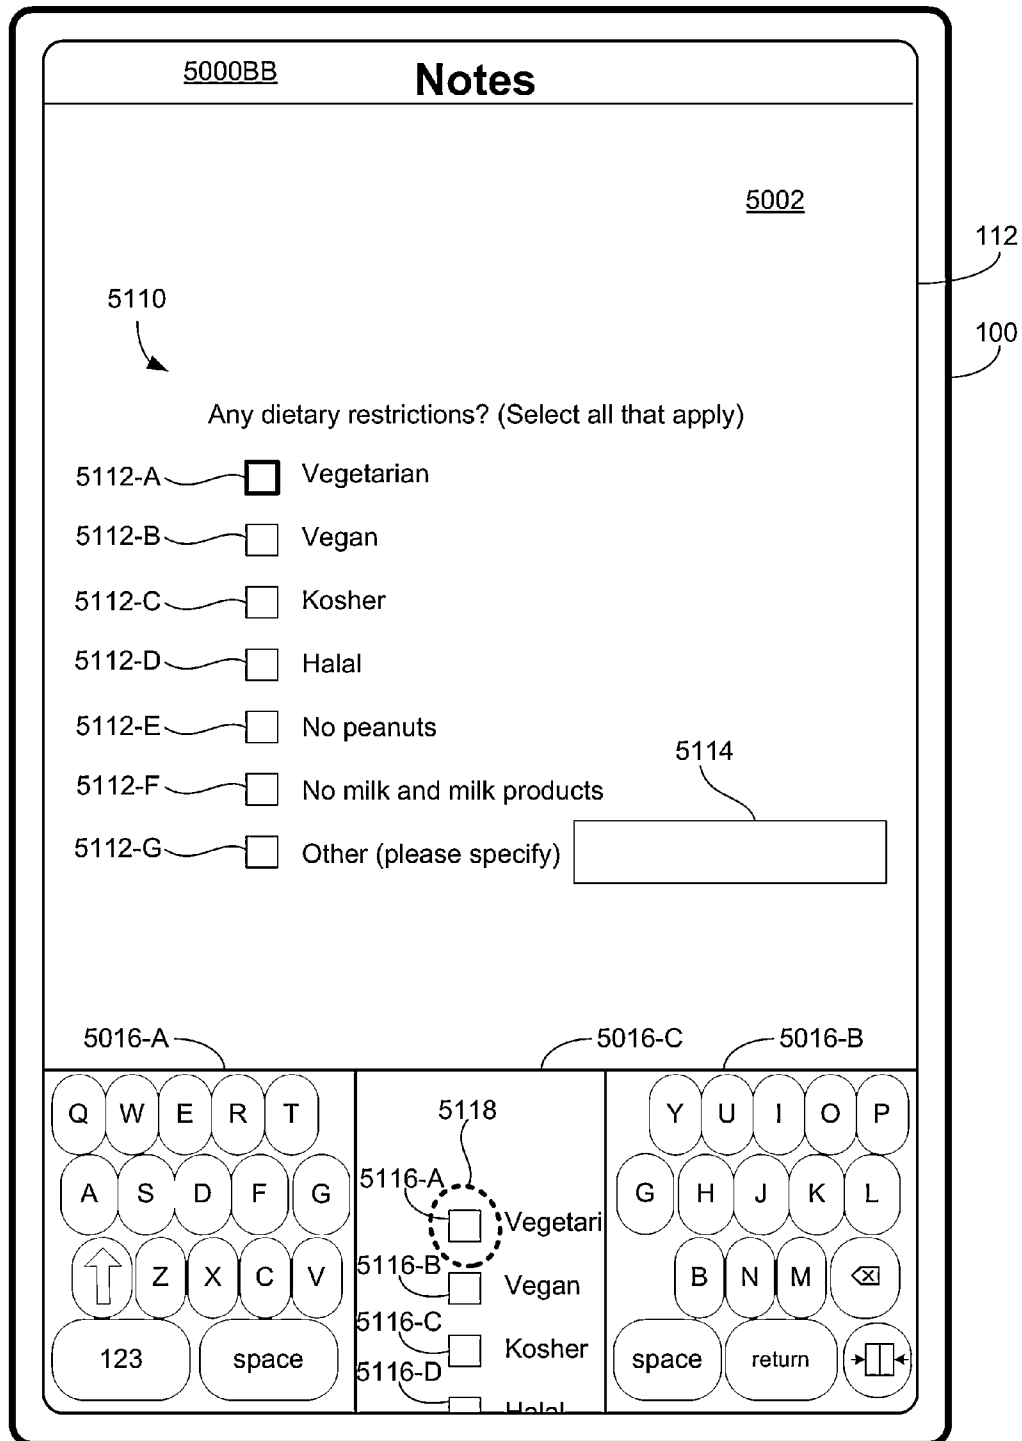 5000BB Notes
5002
112
5110
100
Any dietary restrictions? (Select all that apply)
5112-A Vegetarian
5112-B Vegan
5112-C Kosher
5112-D Halal
5112-E No peanuts
5114
5112-F No milk and milk products
5112-G Other (please specify)
5016-A 5016-C 5016-B
Q W E R T 5118 Y U I O P
5116-A
A S D F G Vegetari G H J K L
5116-B
Z X C V Vegan B N M
5116-C
Kosher
123 space 5116-D space return
Halal